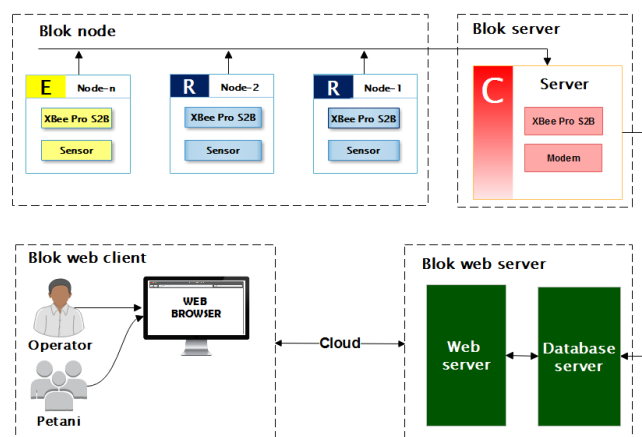 Blok node
Blok server
E
Node-n
XBee Pro S2B
Sensor
R
Node-2
XBee Pro S2B
Sensor
R
Node-1
XBee Pro S2B
Sensor
C
Server
XBee Pro S2B
Modem
Blok web client
WEB
BROWSER
Operator
Petani
Cloud
Blok web server
Web
server
Database
server